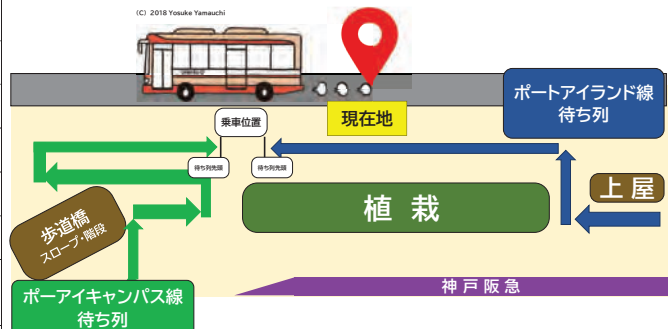 (C) 2018 Yosuke Yamauchi
現在地
ポートアイランド線
待ち列
乗車位置
待ち列先頭
待ち列先頭
植栽
上屋
歩道橋
スロープ・階段
神戸阪急
ポーアイキャンパス線
待ち列